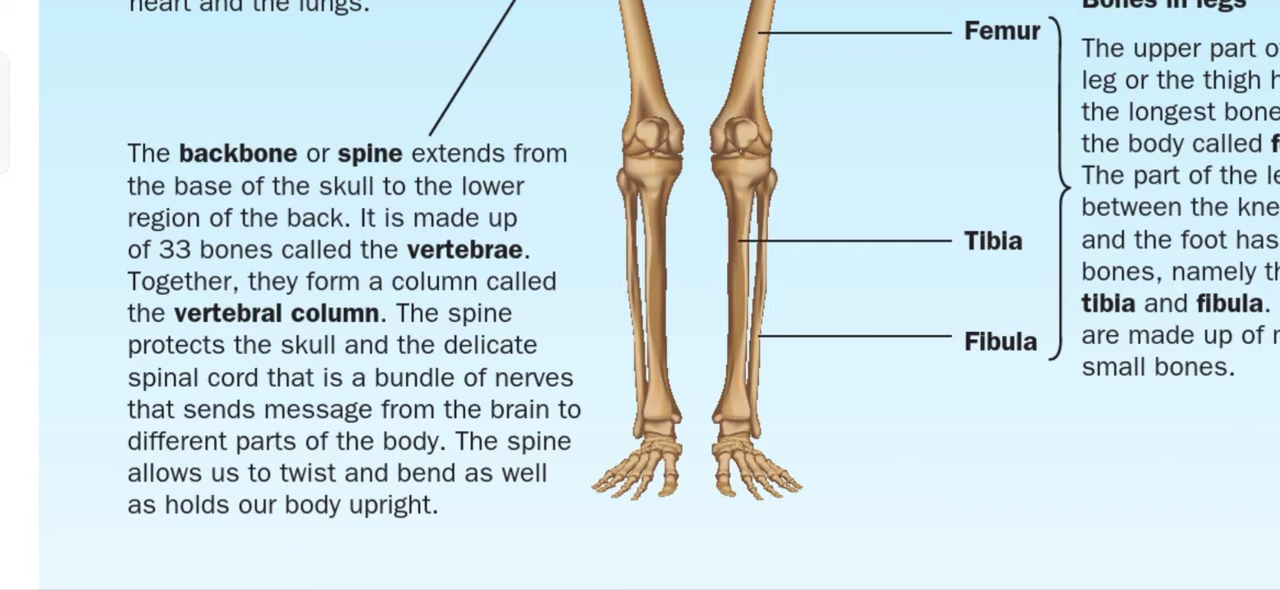 heart and the lungs.
The backbone or spine extends from
the base of the skull to the lower
region of the back. It is made up
of 33 bones called the vertebrae.
Together, they form a column called
the vertebral column. The spine
protects the skull and the delicate
spinal cord that is a bundle of nerves
that sends message from the brain to
different parts of the body. The spine
allows us to twist and bend as well
as holds our body upright.
Femur
Tibia
Fibula
Bones in legs
The upper part o
leg or the thigh h
the longest bone
the body called f
The part of the le
between the kne
and the foot has
bones, namely th
tibia and fibula.
are made up of m
small bones.